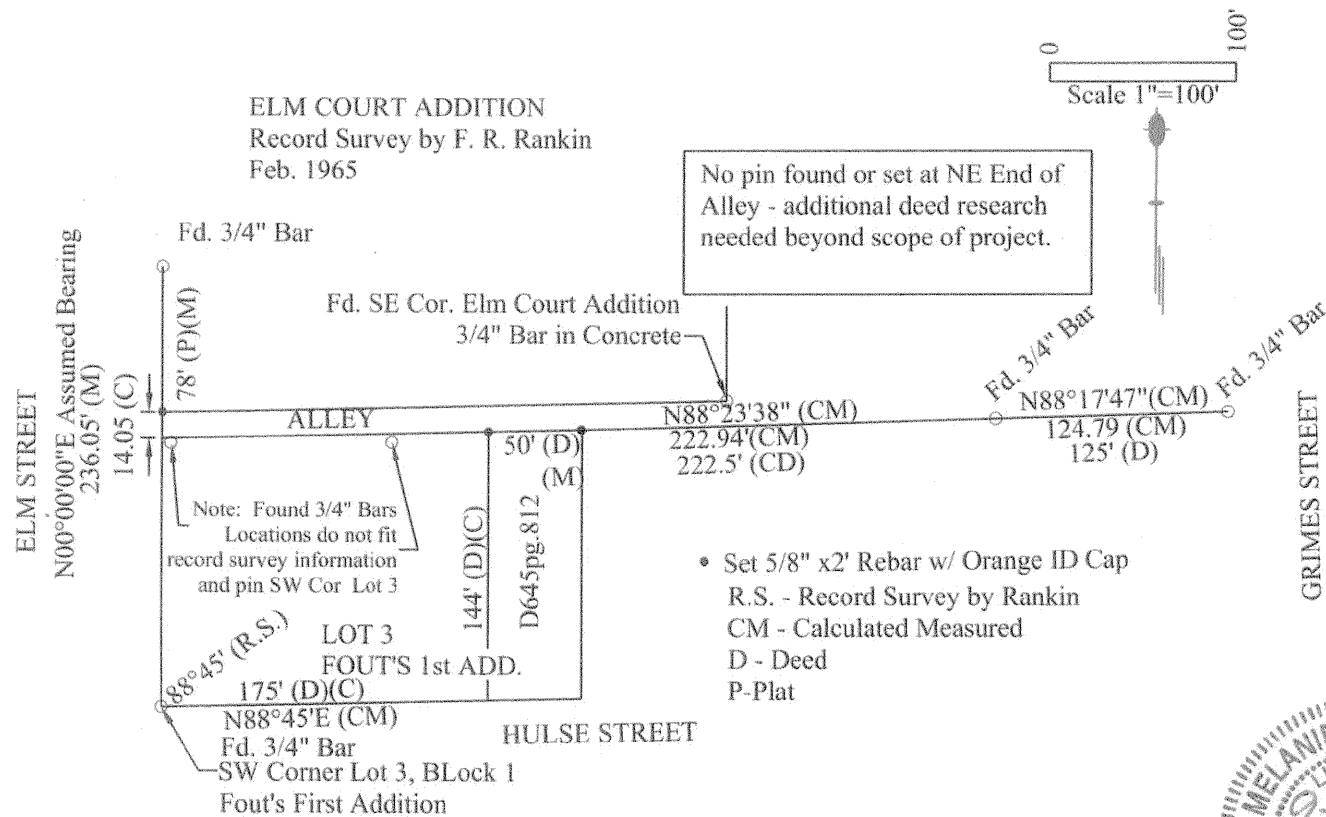 0
100'
Scale 1"=100'
ELM COURT ADDITION
Record Survey by F. R. Rankin
Feb. 1965
No pin found or set at NE End of
Alley - additional deed research
needed beyond scope of project.
Fd. 3/4" Bar
ELM STREET
N00°00'00"E Assumed Bearing
236.05' (M)
14.05 (C)
78' (P)(M)
Fd. SE Cor. Elm Court Addition
3/4" Bar in Concrete
Fd. 3/4" Bar
Fd. 3/4" Bar
ALLEY
N88°23'38" (CM)
222.94'(CM)
222.5' (CD)
N88°17'47"(CM)
124.79 (CM)
125' (D)
GRIMES STREET
50' (D)
(M)
Note: Found 3/4" Bars
Locations do not fit
record survey information
and pin SW Cor Lot 3
144' (D)(C)
D645pg.812
• Set 5/8" x2' Rebar w/ Orange ID Cap
R.S. - Record Survey by Rankin
CM - Calculated Measured
D - Deed
P-Plat
88°45' (R.S.)
LOT 3
FOUT'S 1st ADD.
175' (D)(C)
N88°45'E (CM)
HULSE STREET
Fd. 3/4" Bar
SW Corner Lot 3, BLock 1
Fout's First Addition
MELANI